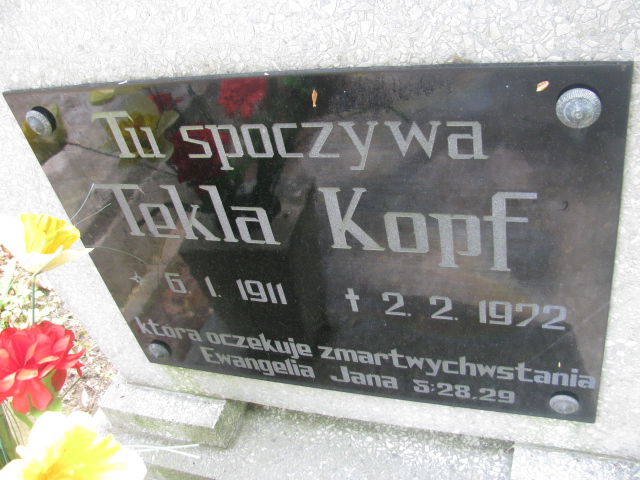 Tu spoczywa
Tekla Kopf
* 6 1. 1911 † 2. 2. 1972
która oczekuje zmartwychwstania
Ewangelia Jana 5:28,29